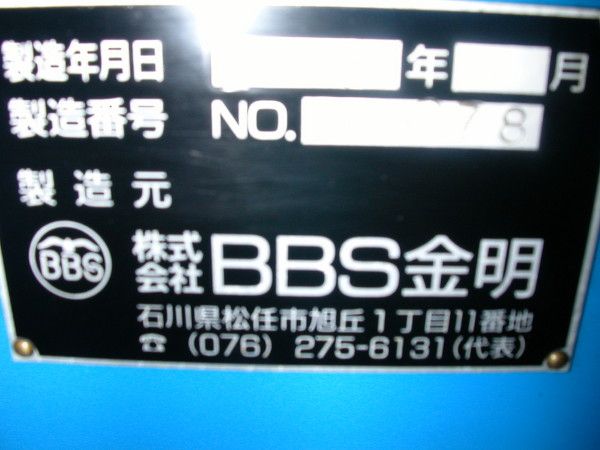 製造年月日 年 月
製造番号 NO. 78
製造元
BBS 株式会社 BBS金明
石川県松任市旭丘1丁目11番地
☎ (076) 275-6131(代表)